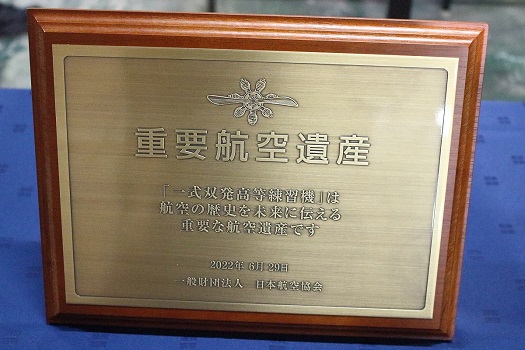 重要航空遺産
「一式双発高等練習機」は
航空の歴史を未来に伝える
重要な航空遺産です
2022年 6月 29日
一般財団法人　日本航空協会